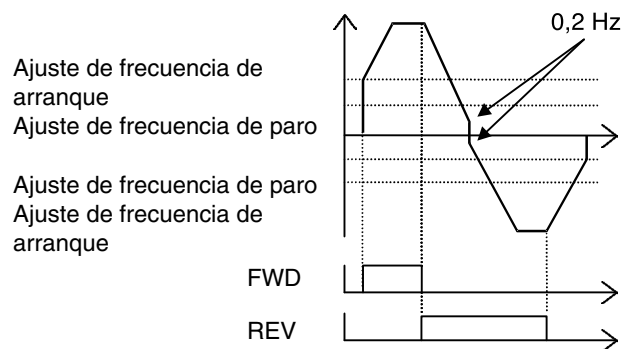 0,2 Hz
Ajuste de frecuencia de
arranque
Ajuste de frecuencia de paro
Ajuste de frecuencia de paro
Ajuste de frecuencia de
arranque
FWD
REV